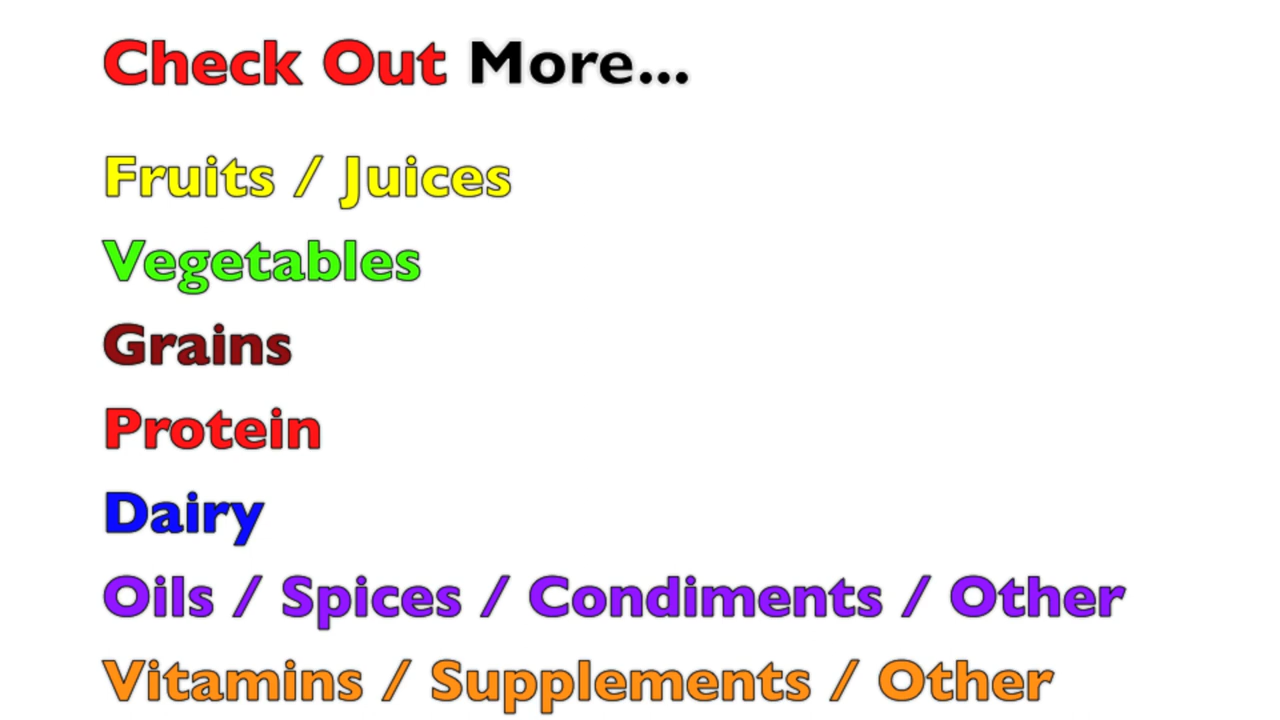 Check Out More...
Fruits / Juices
Vegetables
Grains
Protein
Dairy
Oils / Spices / Condiments / Other
Vitamins / Supplements / Other